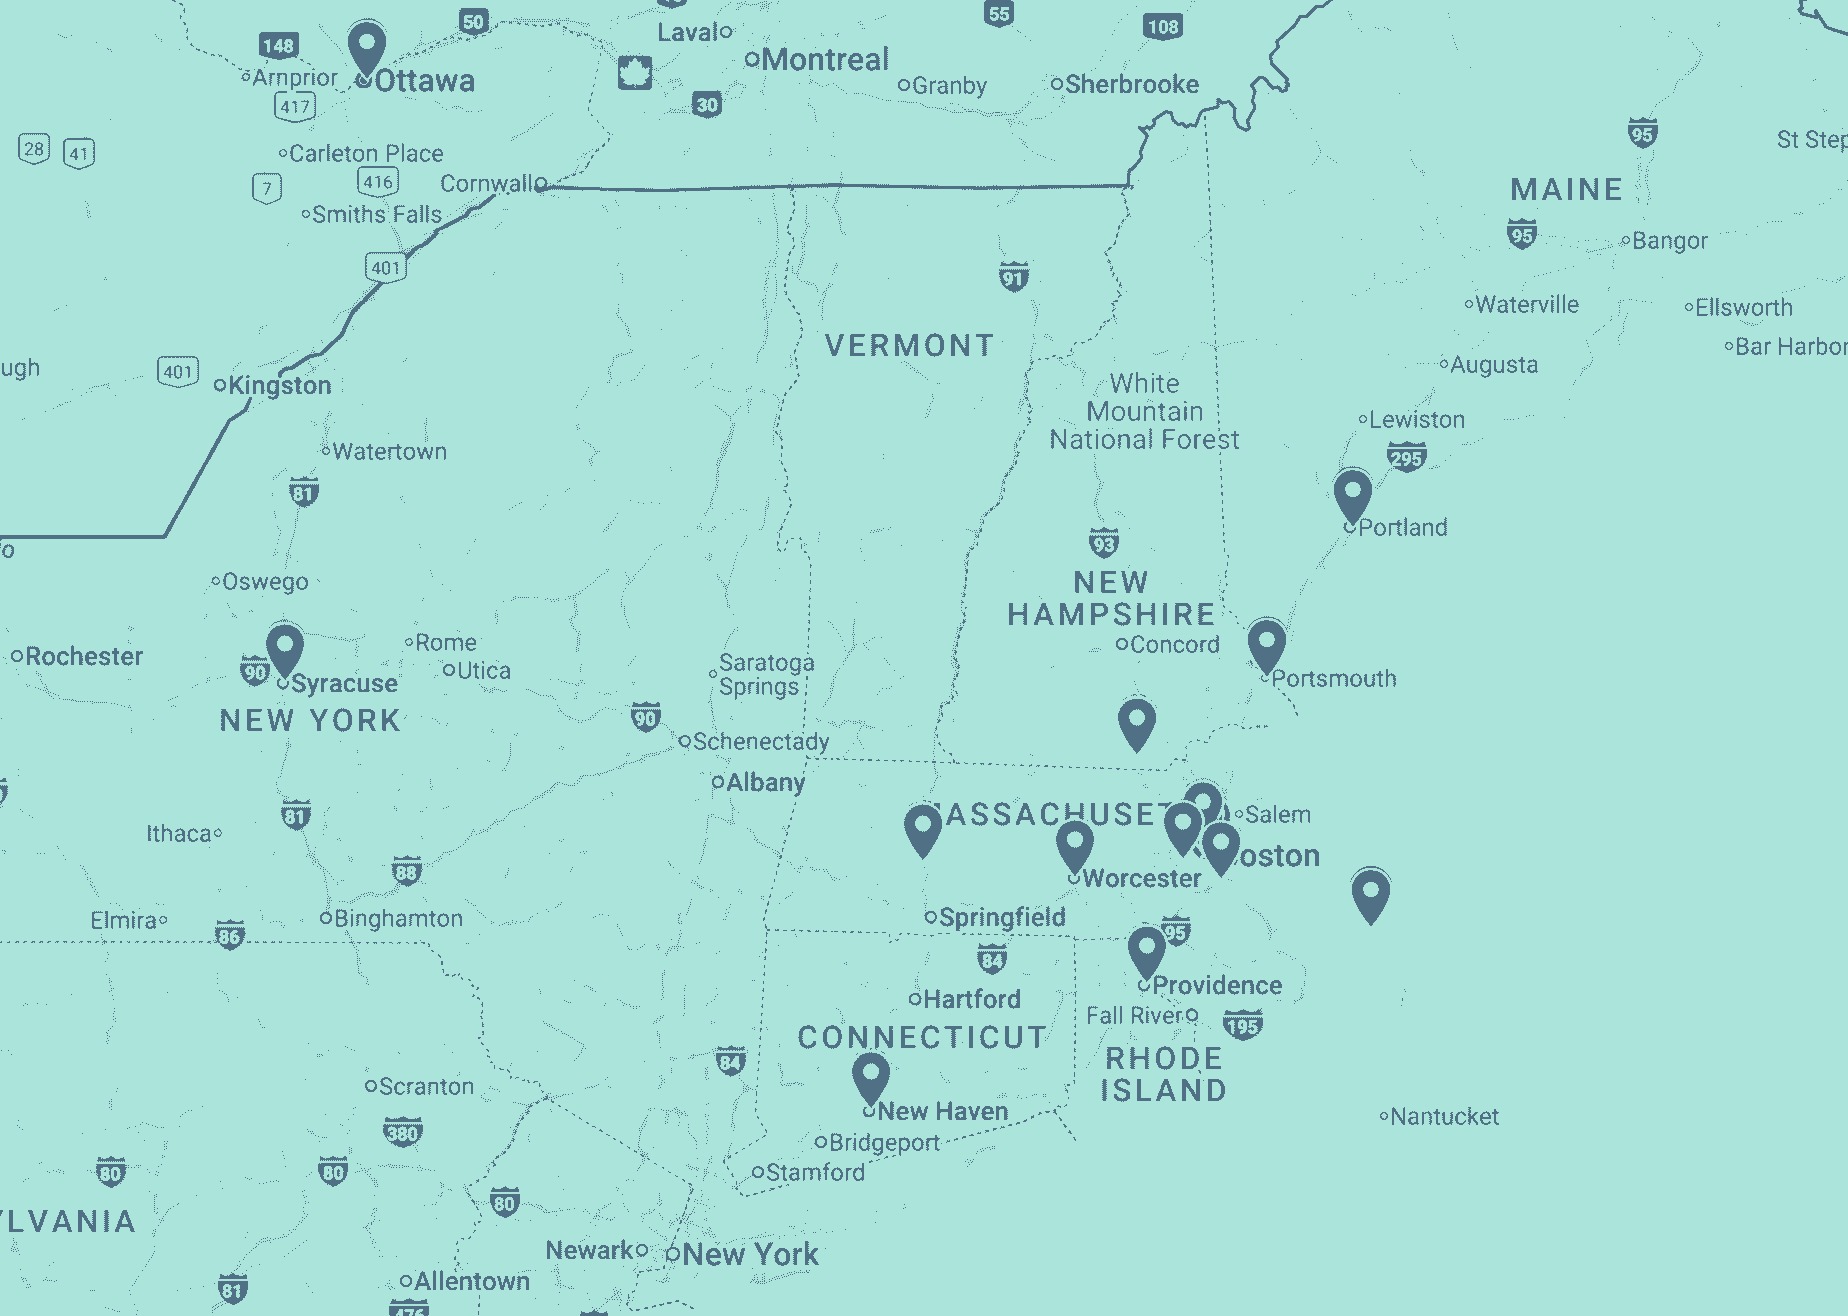 50
55
108
Laval
148
Montreal
Arnprior
Ottawa
Granby
Sherbrooke
417
30
95
28
41
Carleton Place
St Step
7
416
Cornwall
MAINE
Smiths Falls
95
Bangor
401
91
Waterville
Ellsworth
VERMONT
Bar Harbor
ugh
401
Kingston
Augusta
White
Mountain
National Forest
Lewiston
Watertown
295
81
Portland
93
Oswego
NEW
HAMPSHIRE
Rochester
Rome
Concord
90
Utica
Saratoga
Springs
Syracuse
Portsmouth
NEW YORK
90
Schenectady
Albany
81
ASSACHUSET
Salem
Ithaca
oston
88
Worcester
Elmira
86
Binghamton
Springfield
95
84
Hartford
Providence
Fall River
195
CONNECTICUT
RHODE
ISLAND
84
Scranton
New Haven
Nantucket
380
Bridgeport
80
80
Stamford
80
LVANIA
Newark
New York
81
Allentown
476